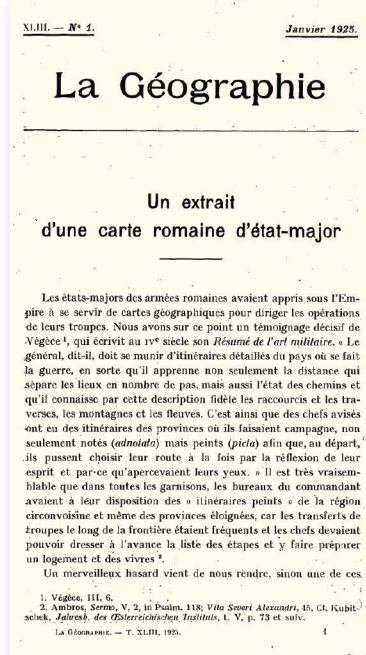 XLIII. — N° 1.
Janvier 1925.
La Géographie
Un extrait
d'une carte romaine d'état-major
Les états-majors des armées romaines avaient appris sous l'Em-
pire à se servir de cartes géographiques pour diriger les opérations
de leurs troupes. Nous avons sur ce point un témoignage décisif de
Végèce ¹, qui écrivait au IVᵉ siècle son Résumé de l'art militaire. « Le
général, dit-il, doit se munir d'itinéraires détaillés du pays où se fait
la guerre, en sorte qu'il apprenne non seulement la distance qui
sépare les lieux en nombre de pas, mais aussi l'état des chemins et
qu'il connaisse par cette description fidèle les raccourcis et les tra-
verses, les montagnes et les fleuves. C'est ainsi que des chefs avisés
ont eu des itinéraires des provinces où ils faisaient campagne, non
seulement notés (adnotata) mais peints (picta) afin que, au départ,
ils pussent choisir leur route à la fois par la réflexion de leur
esprit et par ce qu'apercevaient leurs yeux. » Il est très vraisem-
blable que dans toutes les garnisons, les bureaux du commandant
avaient à leur disposition des « itinéraires peints » de la région
circonvoisine et même des provinces éloignées, car les transferts de
troupes le long de la frontière étaient fréquents et les chefs devaient
pouvoir dresser à l'avance la liste des étapes et y faire préparer
un logement et des vivres ².
Un merveilleux hasard vient de nous rendre, sinon une de ces
1. Végèce, III, 6.
2. Ambros, Sermo, V, 2, in Psalm. 118; Vita Severi Alexandri, 45. Cf. Kubit-
schek, Jahresh. des Œsterreichischen Instituts, t. V, p. 73 et suiv.
LA GÉOGRAPHIE. — T. XLIII, 1925.
1